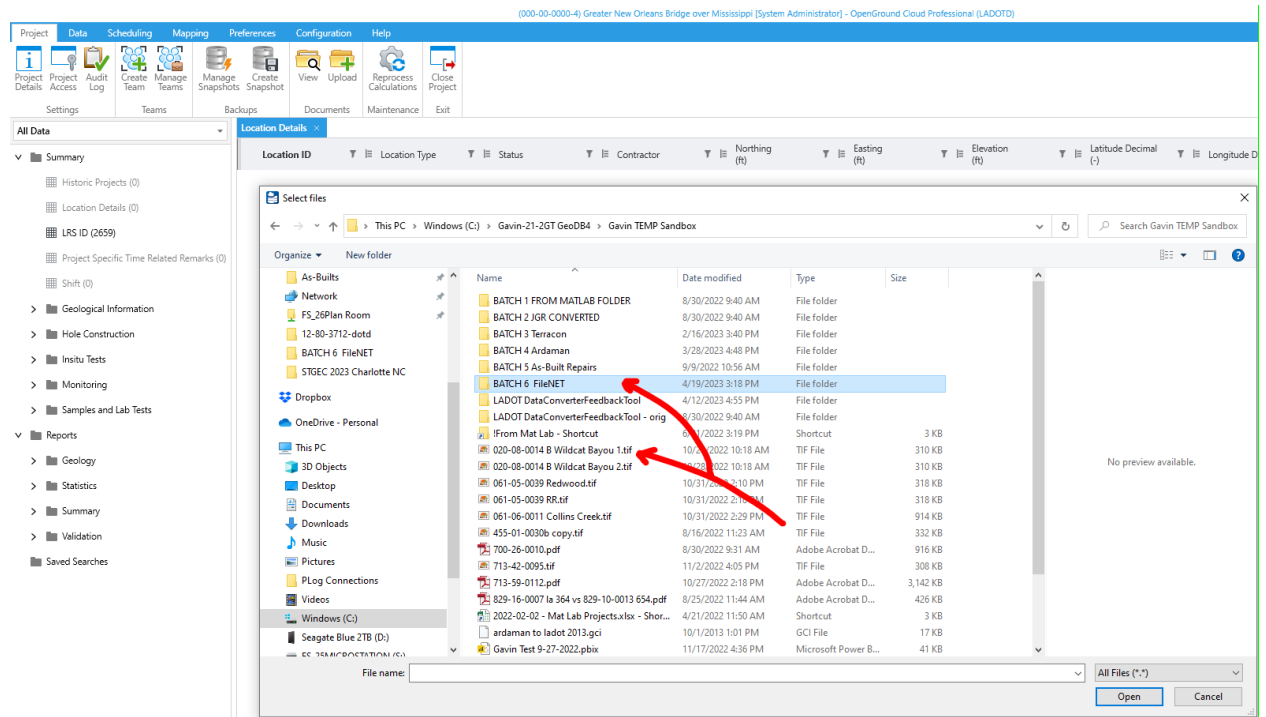 (000-00-0000-4) Greater New Orleans Bridge over Mississippi [System Administrator] - OpenGround Cloud Professional (LADOTD)
Project Data Scheduling Mapping Preferences Configuration Help
Project Details Project Access Audit Log Create Team Manage Teams Manage Snapshots Create Snapshot View Upload Reprocess Calculations Close Project
Settings Teams Backups Documents Maintenance Exit
All Data
Location Details ×
Location ID Location Type Status Contractor Northing (ft) Easting (ft) Elevation (ft) Latitude Decimal (-) Longitude D
Summary
Historic Projects (0)
Location Details (0)
LRS ID (2659)
Project Specific Time Related Remarks (0)
Shift (0)
Geological Information
Hole Construction
Insitu Tests
Monitoring
Samples and Lab Tests
Reports
Geology
Statistics
Summary
Validation
Saved Searches
Select files
This PC > Windows (C:) > Gavin-21-2GT GeoDB4 > Gavin TEMP Sandbox
Search Gavin TEMP Sandbox
Organize New folder
As-Builts
Network
FS_26Plan Room
12-80-3712-dotd
BATCH 6 FileNET
STGEC 2023 Charlotte NC
Dropbox
OneDrive - Personal
This PC
3D Objects
Desktop
Documents
Downloads
Music
Pictures
PLog Connections
Videos
Windows (C:)
Seagate Blue 2TB (D:)
Name Date modified Type Size
BATCH 1 FROM MATLAB FOLDER 8/30/2022 9:40 AM File folder
BATCH 2 JGR CONVERTED 8/30/2022 9:40 AM File folder
BATCH 3 Terracon 2/16/2023 3:40 PM File folder
BATCH 4 Ardaman 3/28/2023 4:48 PM File folder
BATCH 5 As-Built Repairs 9/9/2022 10:56 AM File folder
BATCH 6 FileNET 4/19/2023 3:18 PM File folder
LADOT DataConverterFeedbackTool 4/12/2023 4:55 PM File folder
LADOT DataConverterFeedbackTool - orig 8/30/2022 9:40 AM File folder
!From Mat Lab - Shortcut 3:19 PM Shortcut 3 KB
020-08-0014 B Wildcat Bayou 1.tif 10:18 AM TIF File 310 KB
020-08-0014 B Wildcat Bayou 2.tif 10:18 AM TIF File 310 KB
061-05-0039 Redwood.tif 10/31/2022 2:10 PM TIF File 318 KB
061-05-0039 RR.tif 10/31/2022 PM TIF File 318 KB
061-06-0011 Collins Creek.tif 10/31/2022 2:29 PM TIF File 914 KB
455-01-0030b copy.tif 8/16/2022 11:23 AM TIF File 332 KB
700-26-0010.pdf 8/30/2022 9:31 AM Adobe Acrobat D... 916 KB
713-42-0095.tif 11/2/2022 4:05 PM TIF File 308 KB
713-59-0112.pdf 10/27/2022 2:18 PM Adobe Acrobat D... 3,142 KB
829-16-0007 la 364 vs 829-10-0013 654.pdf 8/25/2022 11:44 AM Adobe Acrobat D... 426 KB
2022-02-02 - Mat Lab Projects.xlsx - Shor... 4/21/2022 11:50 AM Shortcut 3 KB
ardaman to ladot 2013.gci 10/1/2013 1:01 PM GCI File 17 KB
Gavin Test 9-27-2022.pbix 11/17/2022 4:36 PM Microsoft Power B... 41 KB
No preview available.
File name: All Files (*.*)
Open Cancel